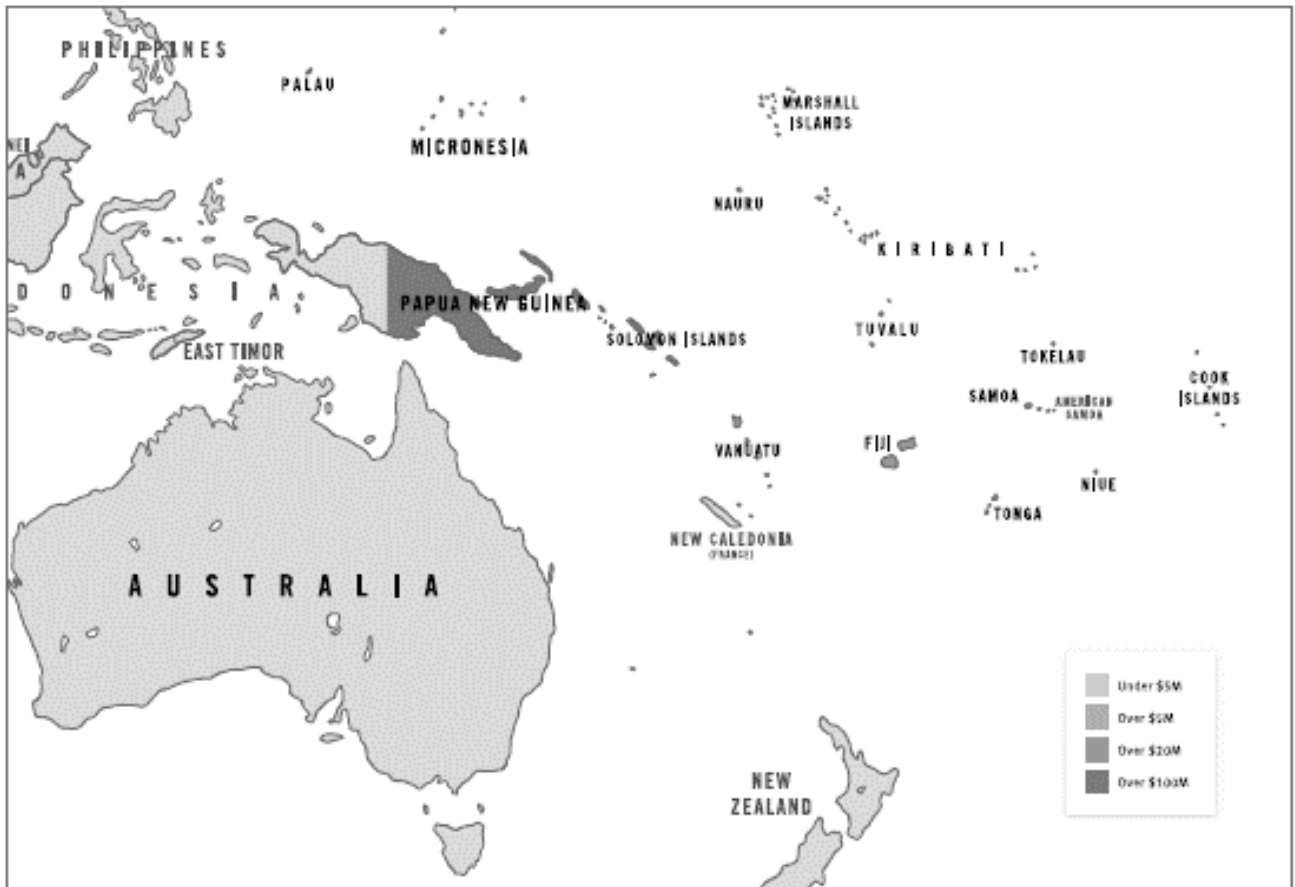 PHILIPPINES
PALAU
MARSHALL
ISLANDS
NEI
A
MICRONESIA
NAURU
KIRIBATI
DONESIA
PAPUA NEW GUINEA
SOLOMON ISLANDS
TUVALU
EAST TIMOR
TOKELAU
COOK
ISLANDS
SAMOA
AMERICAN
SAMOA
VANUATU
FIJI
NIUE
TONGA
NEW CALEDONIA
(FRANCE)
AUSTRALIA
Under $5M
Over $5M
Over $20M
Over $100M
NEW
ZEALAND